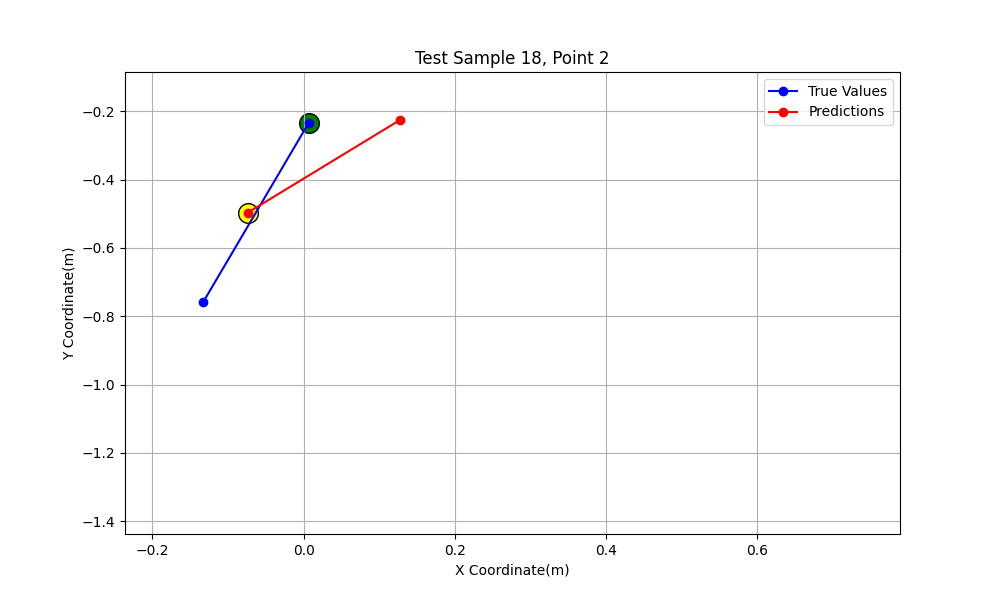 Test Sample 18, Point 2
True Values
Predictions
−0.2
−0.4
−0.6
−0.8
−1.0
−1.2
−1.4
Y Coordinate(m)
−0.2
0.0
0.2
0.4
0.6
X Coordinate(m)